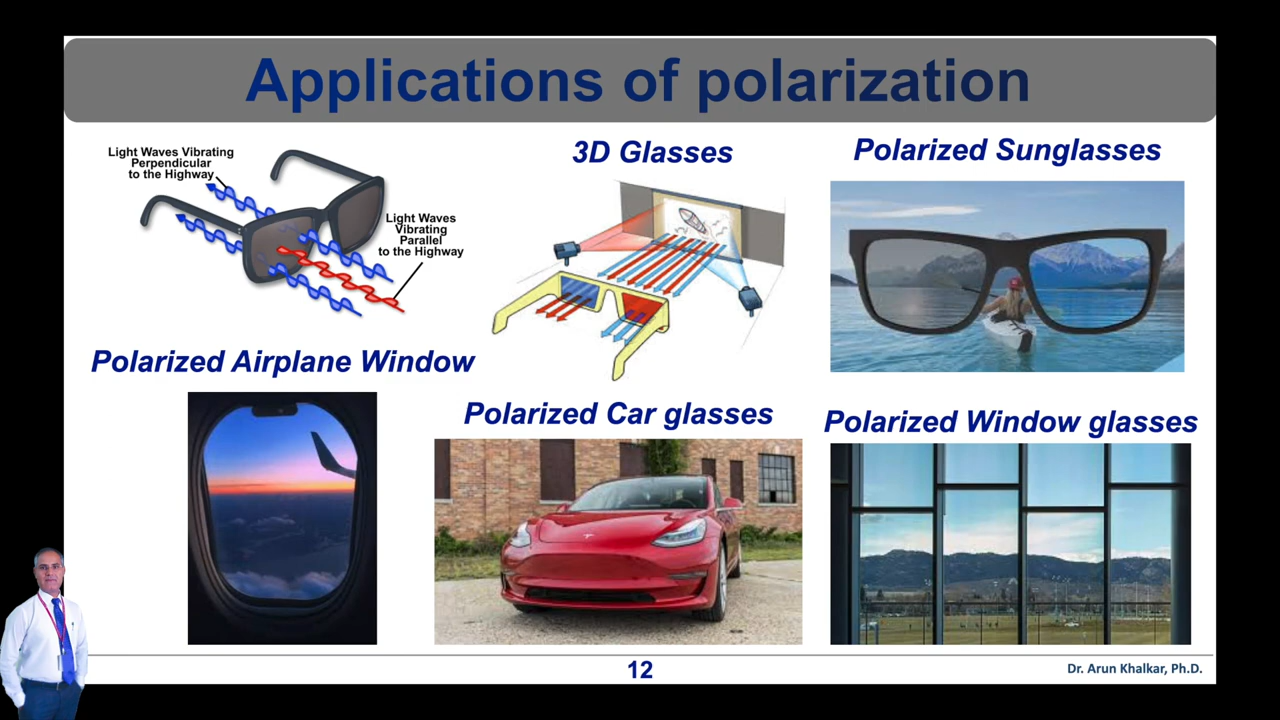 Applications of polarization
Light Waves Vibrating
Perpendicular
to the Highway
Light Waves
Vibrating
Parallel
to the Highway
3D Glasses
Polarized Sunglasses
Polarized Airplane Window
Polarized Car glasses
Polarized Window glasses
12
Dr. Arun Khalkar, Ph.D.